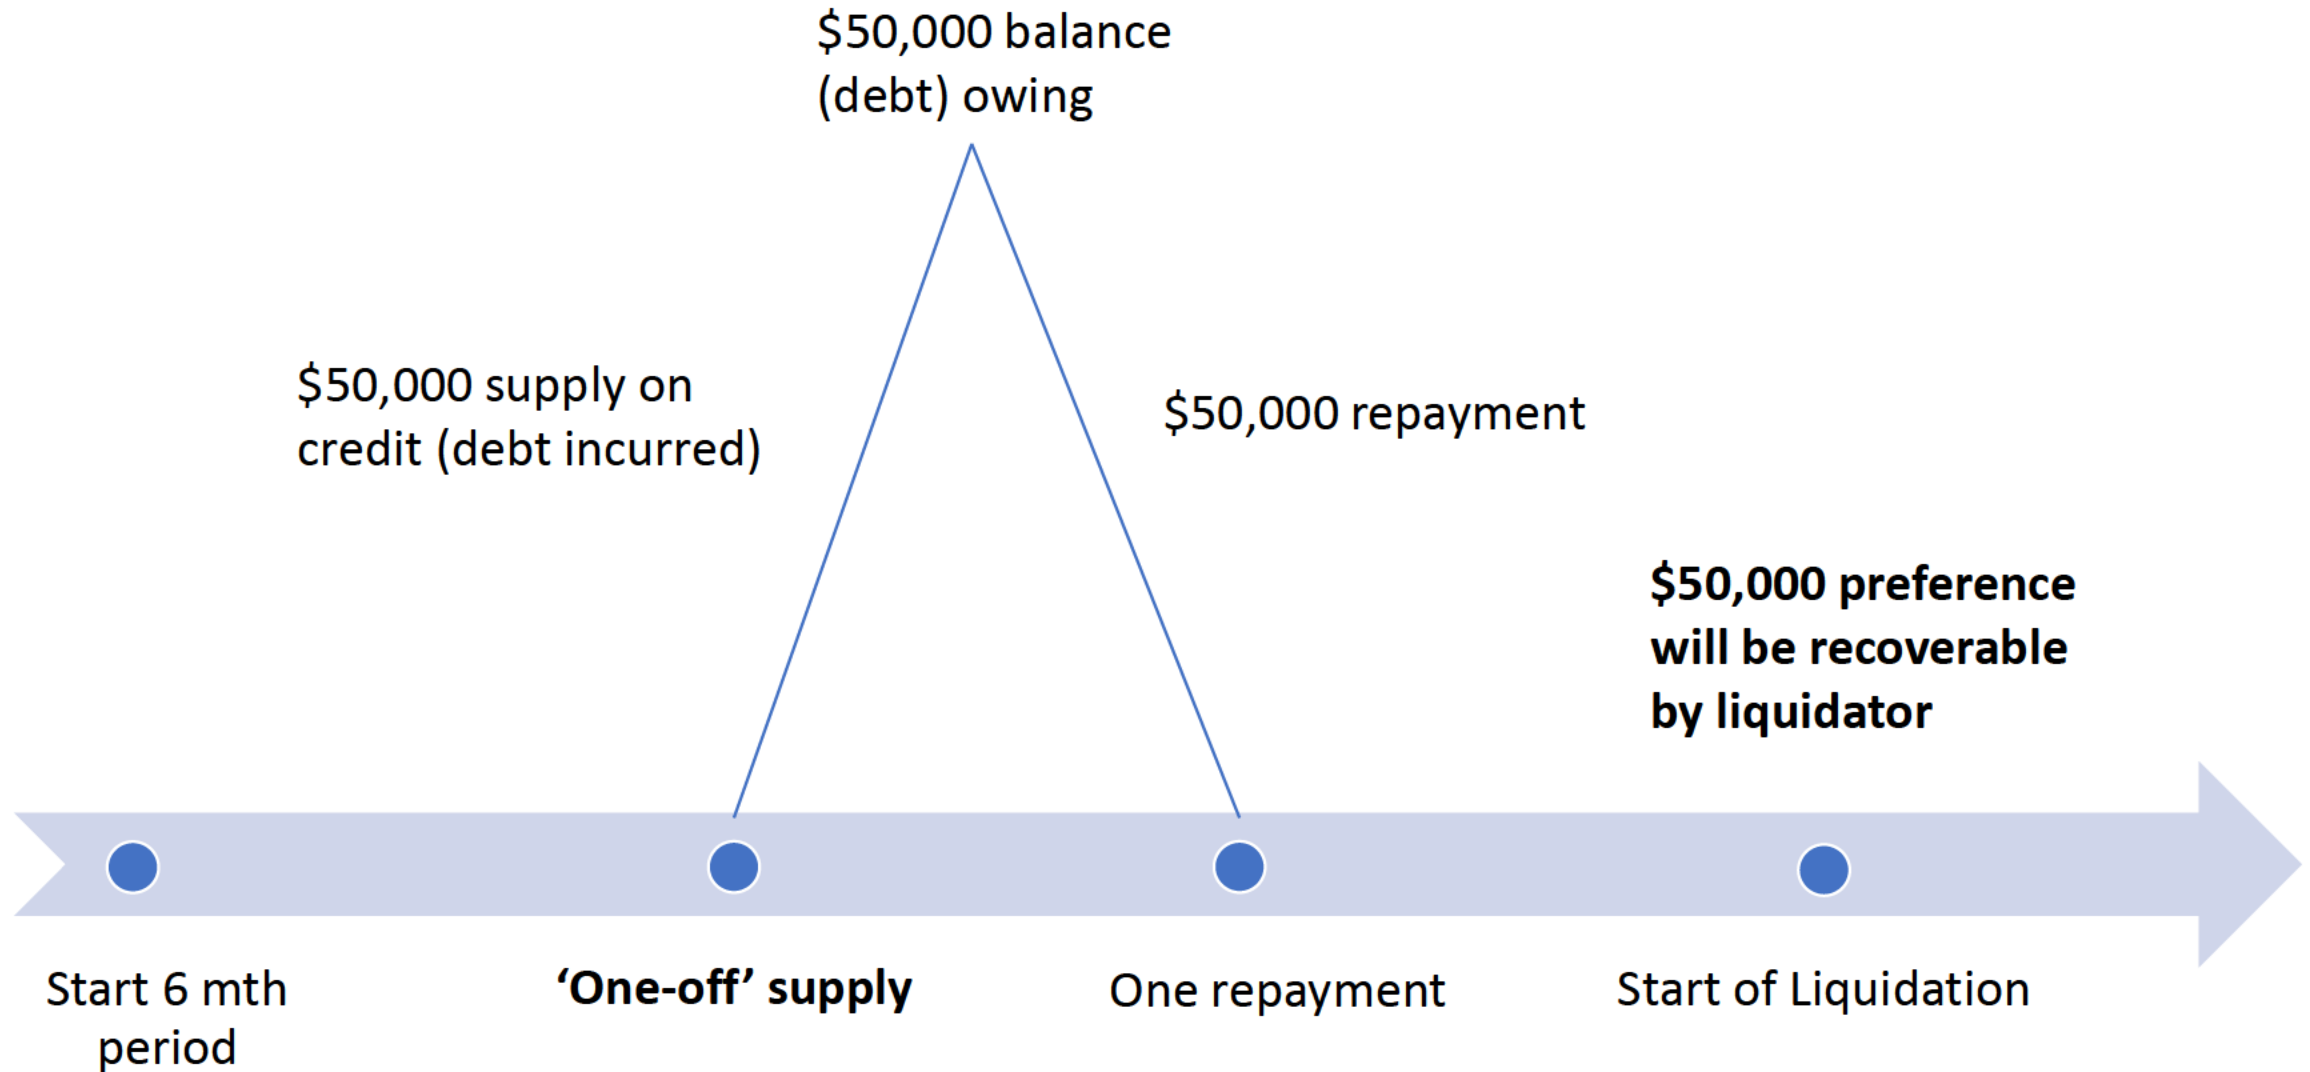 $50,000 balance
(debt) owing
$50,000 supply on
credit (debt incurred)
$50,000 repayment
$50,000 preference
will be recoverable
by liquidator
Start 6 mth
period
‘One-off’ supply
One repayment
Start of Liquidation